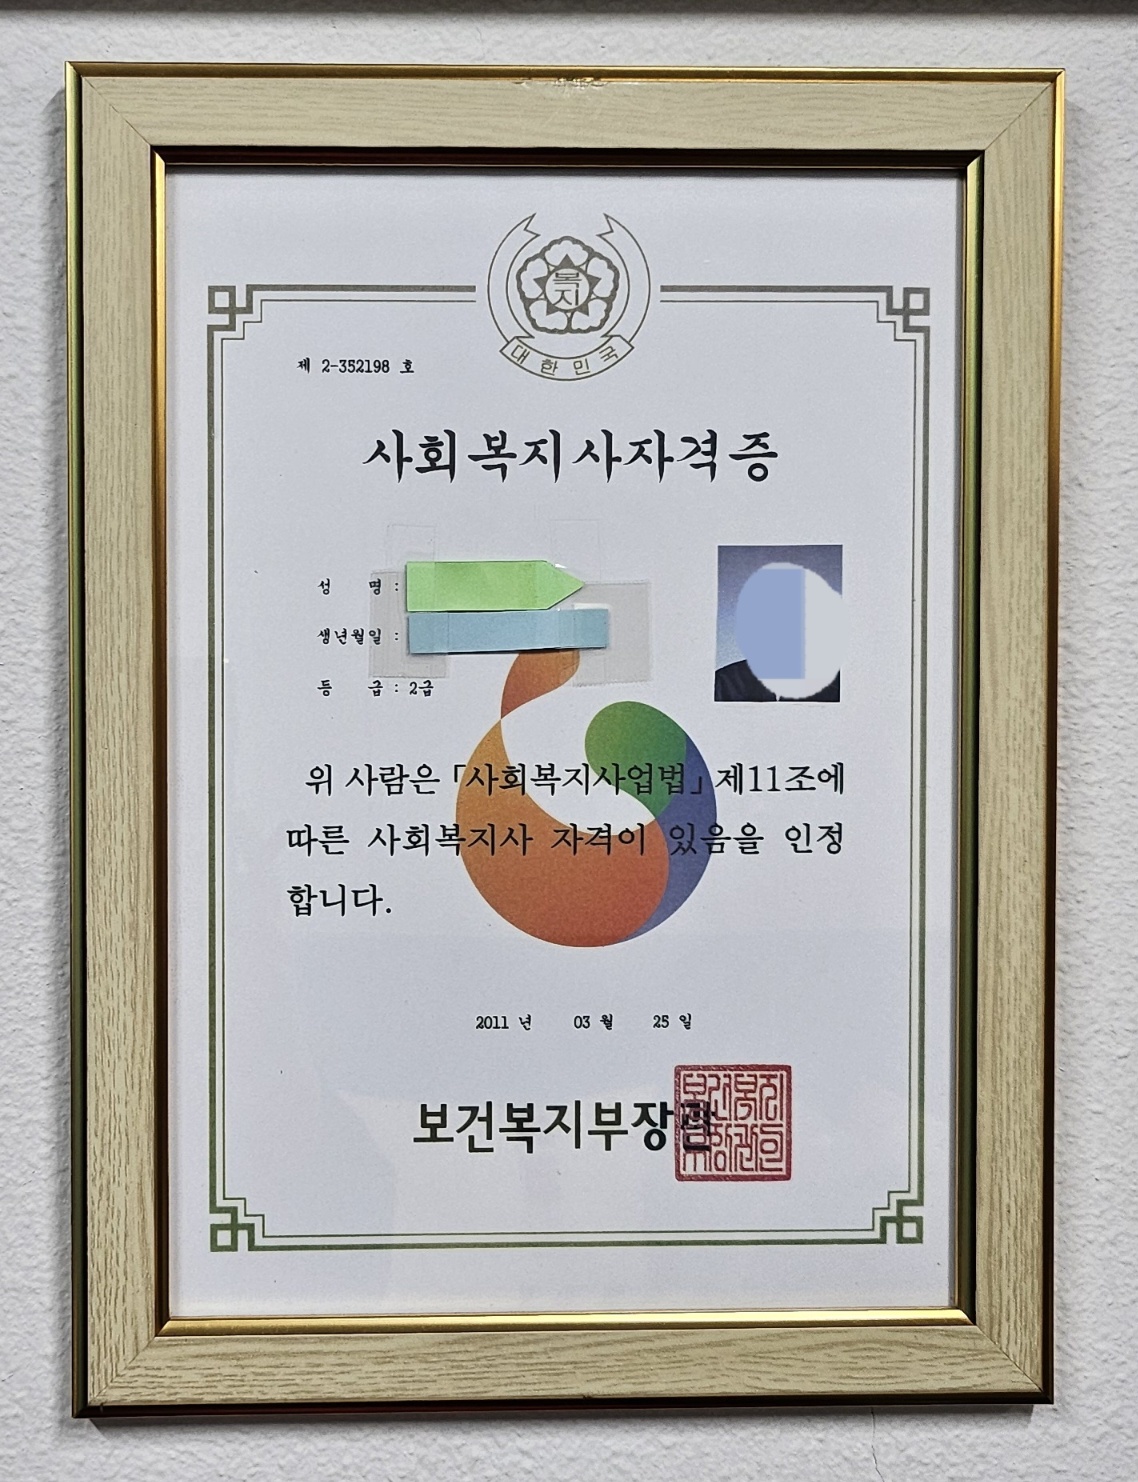 복지
대한민국
제 2-352198 호
사회복지사자격증
성 명 :
생년월일 :
등 급 : 2급
위 사람은 「사회복지사업법」 제11조에
따른 사회복지사 자격이 있음을 인정
합니다.
2011 년 03 월 25 일
보건복지부장관